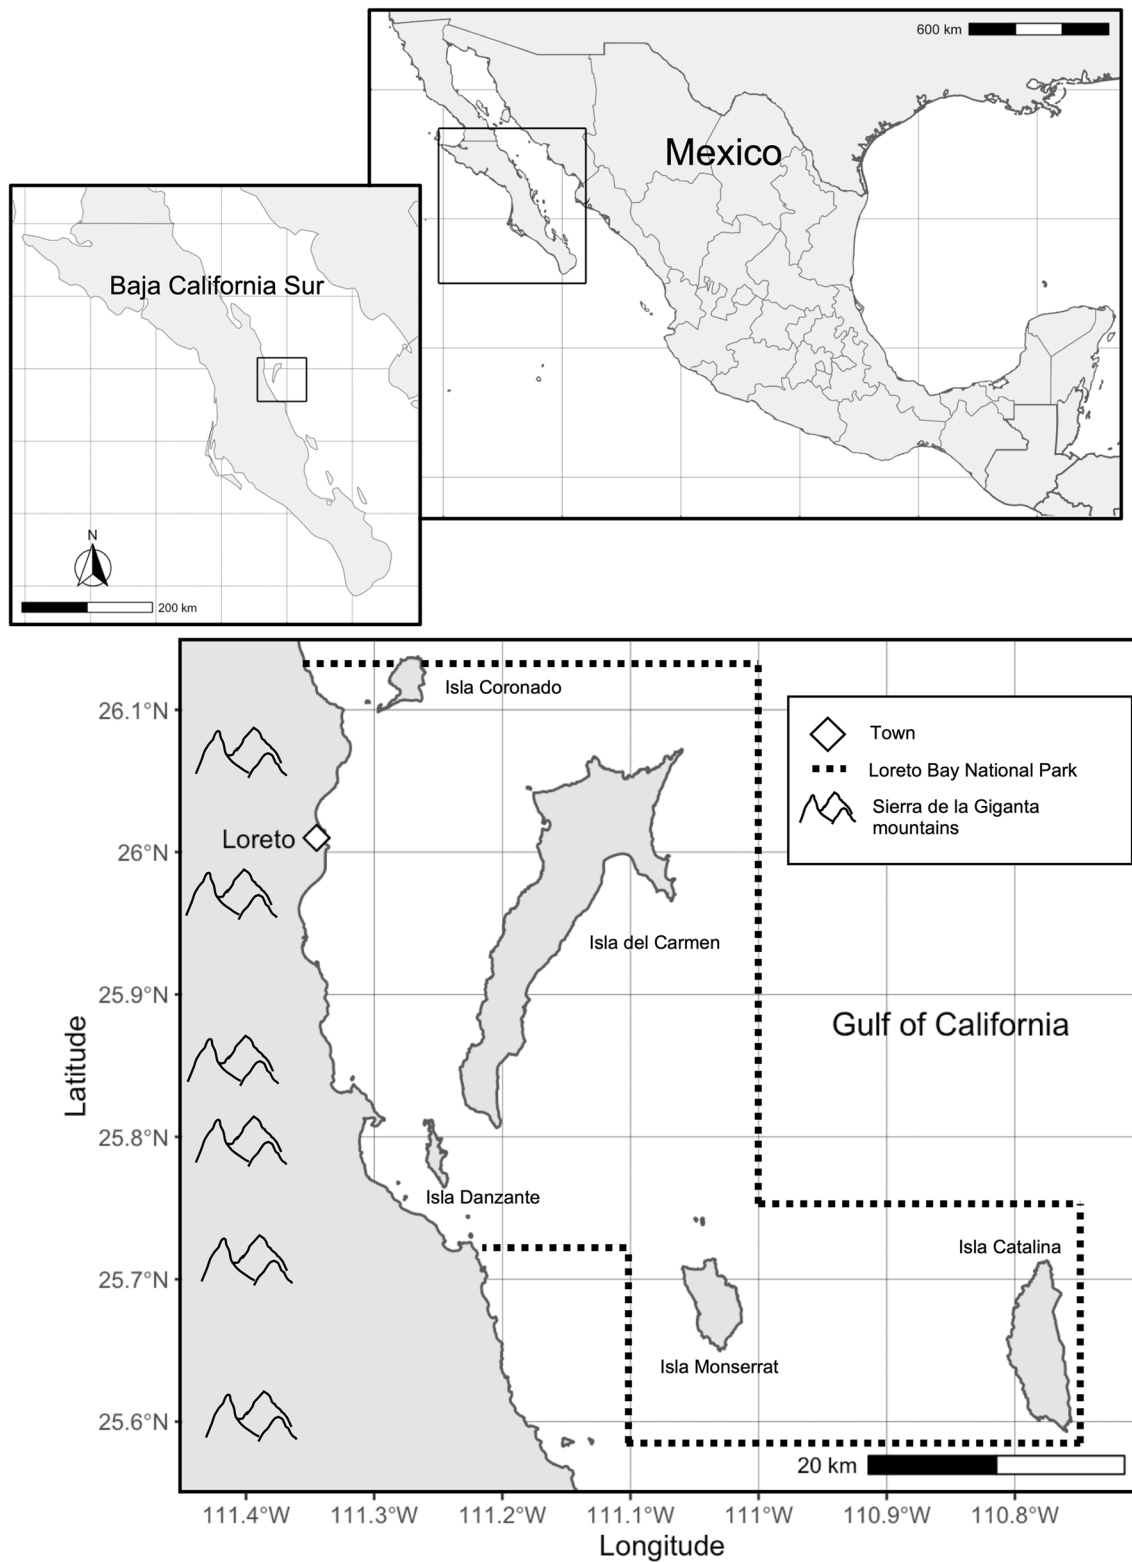 600 km
Mexico
Baja California Sur
N
200 km
Isla Coronado
26.1°N
Town
Loreto Bay National Park
Sierra de la Giganta
mountains
Loreto
26°N
Isla del Carmen
25.9°N
Gulf of California
Latitude
25.8°N
Isla Danzante
Isla Catalina
25.7°N
Isla Monserrat
25.6°N
20 km
111.4°W
111.3°W
111.2°W
111.1°W
111°W
110.9°W
110.8°W
Longitude